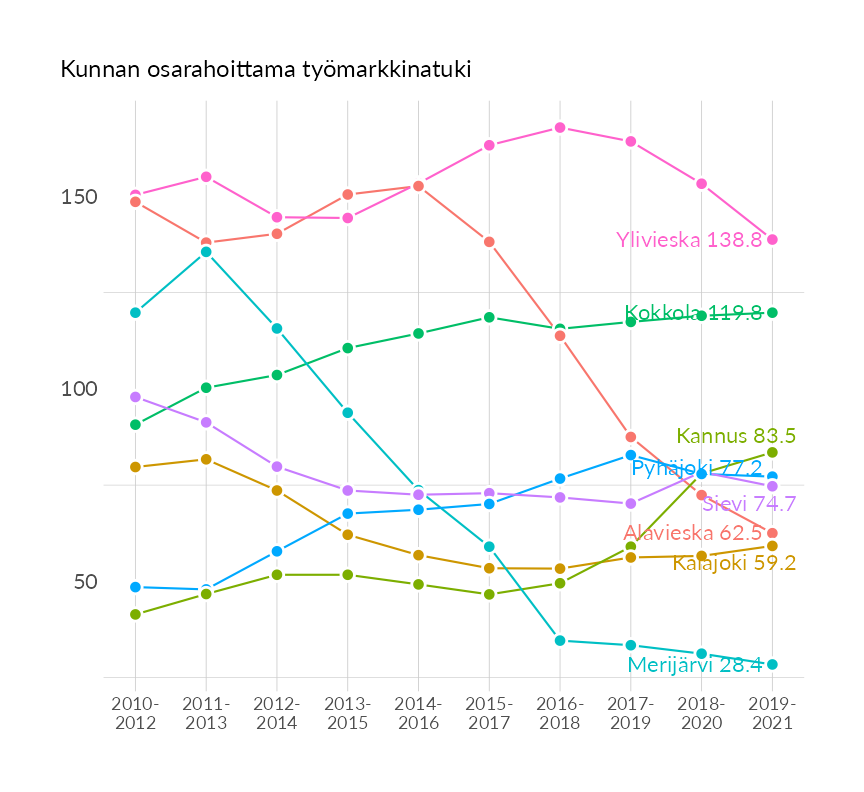 Kunnan osarahoittama työmarkkinatuki
150
Ylivieska 138.8
Kokkola 119.8
100
Kannus 83.5
Pyhäjoki 77.2
Sievi 74.7
Alavieska 62.5
Kalajoki 59.2
50
Merijärvi 28.4
2010- 2011- 2012- 2013- 2014- 2015- 2016- 2017- 2018- 2019-
2012 2013 2014 2015 2016 2017 2018 2019 2020 2021